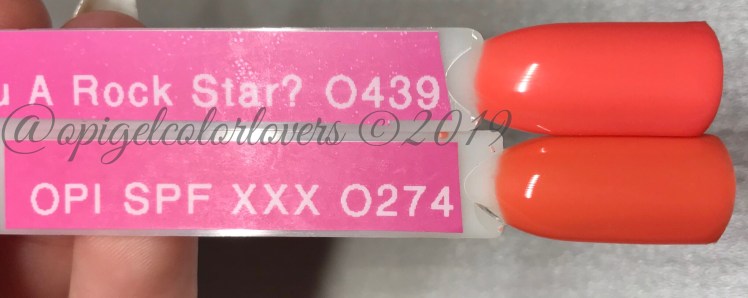 u A Rock Star? O439
@opigelcolorlovers © 2019
OPI SPF XXX O274